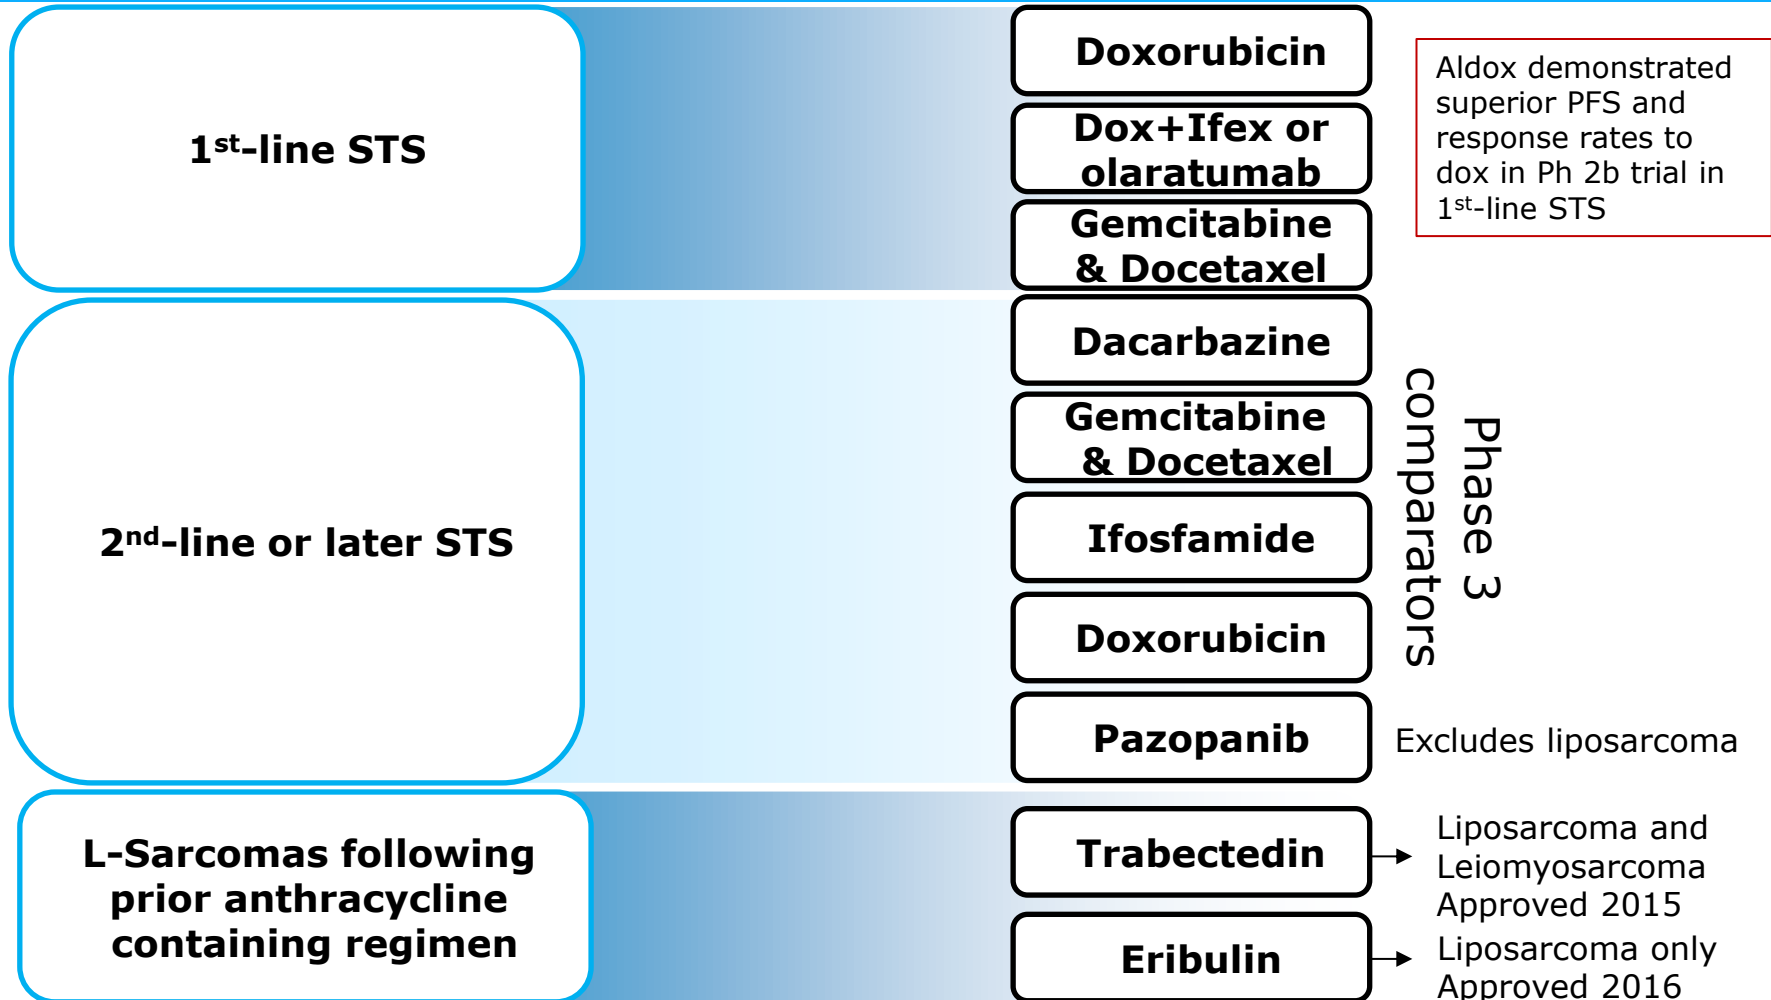 1st-line STS
Doxorubicin
Dox+Ifex or
olaratumab
Gemcitabine
& Docetaxel
Aldox demonstrated
superior PFS and
response rates to
dox in Ph 2b trial in
1st-line STS
2nd-line or later STS
Dacarbazine
Gemcitabine
& Docetaxel
Ifosfamide
Doxorubicin
Pazopanib
Phase 3
comparators
Excludes liposarcoma
L-Sarcomas following
prior anthracycline
containing regimen
Trabectedin
Liposarcoma and
Leiomyosarcoma
Approved 2015
Eribulin
Liposarcoma only
Approved 2016